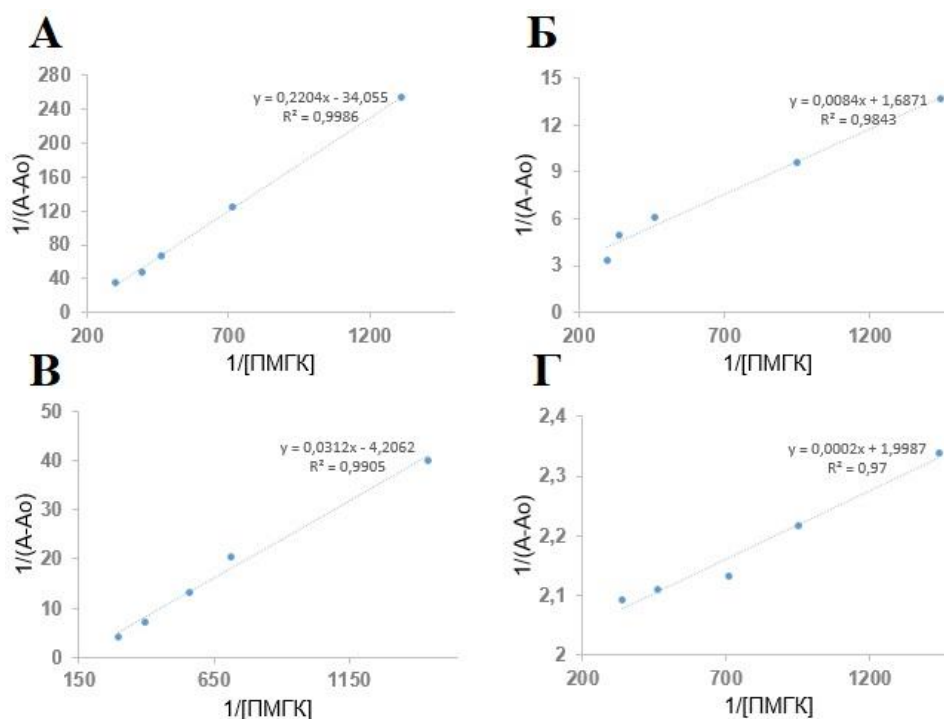 А
280
240
200
160
120
80
40
0
1/(A-Ao)
y = 0,2204x - 34,055
R² = 0,9986
200
700
1200
1/[ПМГК]
Б
15
12
9
6
3
0
1/(A-Ao)
y = 0,0084x + 1,6871
R² = 0,9843
200
700
1200
1/[ПМГК]
В
50
40
30
20
10
0
1/(A-Ao)
y = 0,0312x - 4,2062
R² = 0,9905
150
650
1150
1/[ПМГК]
Г
2,4
2,3
2,2
2,1
2
1/(A-Ao)
y = 0,0002x + 1,9987
R² = 0,97
200
700
1200
1/[ПМГК]